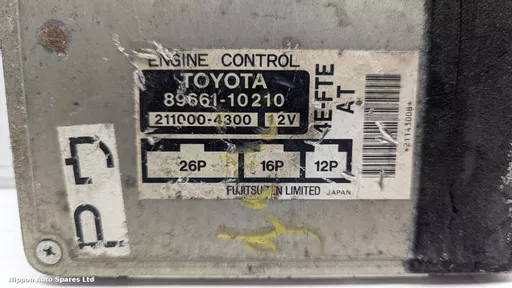 ENGINE CONTROL
TOYOTA
89661-10210
211000-4300 12V
26P 16P 12P
FUJITSU TEN LIMITED JAPAN
4E-FTE
AT
*21143008*
Nippon Auto Spares Ltd